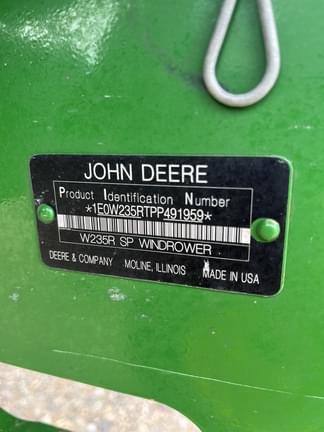 JOHN DEERE
Product Identification Number
*1E0W235RTPP491959*
W235R SP WINDROWER
DEERE & COMPANY MOLINE, ILLINOIS MADE IN USA